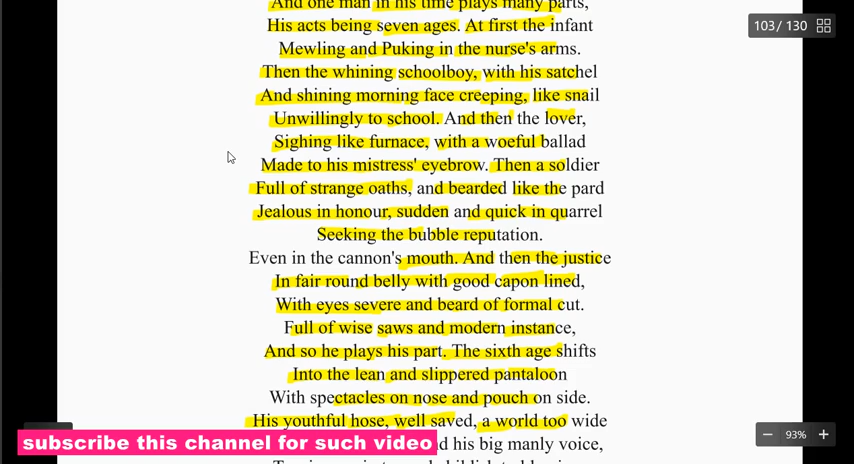 And one man in his time plays many parts,
103/ 130
His acts being seven ages. At first the infant
Mewling and Puking in the nurse's arms.
Then the whining schoolboy, with his satchel
And shining morning face creeping, like snail
Unwillingly to school. And then the lover,
Sighing like furnace, with a woeful ballad
Made to his mistress' eyebrow. Then a soldier
Full of strange oaths, and bearded like the pard
Jealous in honour, sudden and quick in quarrel
Seeking the bubble reputation.
Even in the cannon's mouth. And then the justice
In fair round belly with good capon lined,
With eyes severe and beard of formal cut.
Full of wise saws and modern instance,
And so he plays his part. The sixth age shifts
Into the lean and slippered pantaloon
With spectacles on nose and pouch on side.
His youthful hose, well saved, a world too wide
93%
subscribe this channel for such video
his big manly voice,